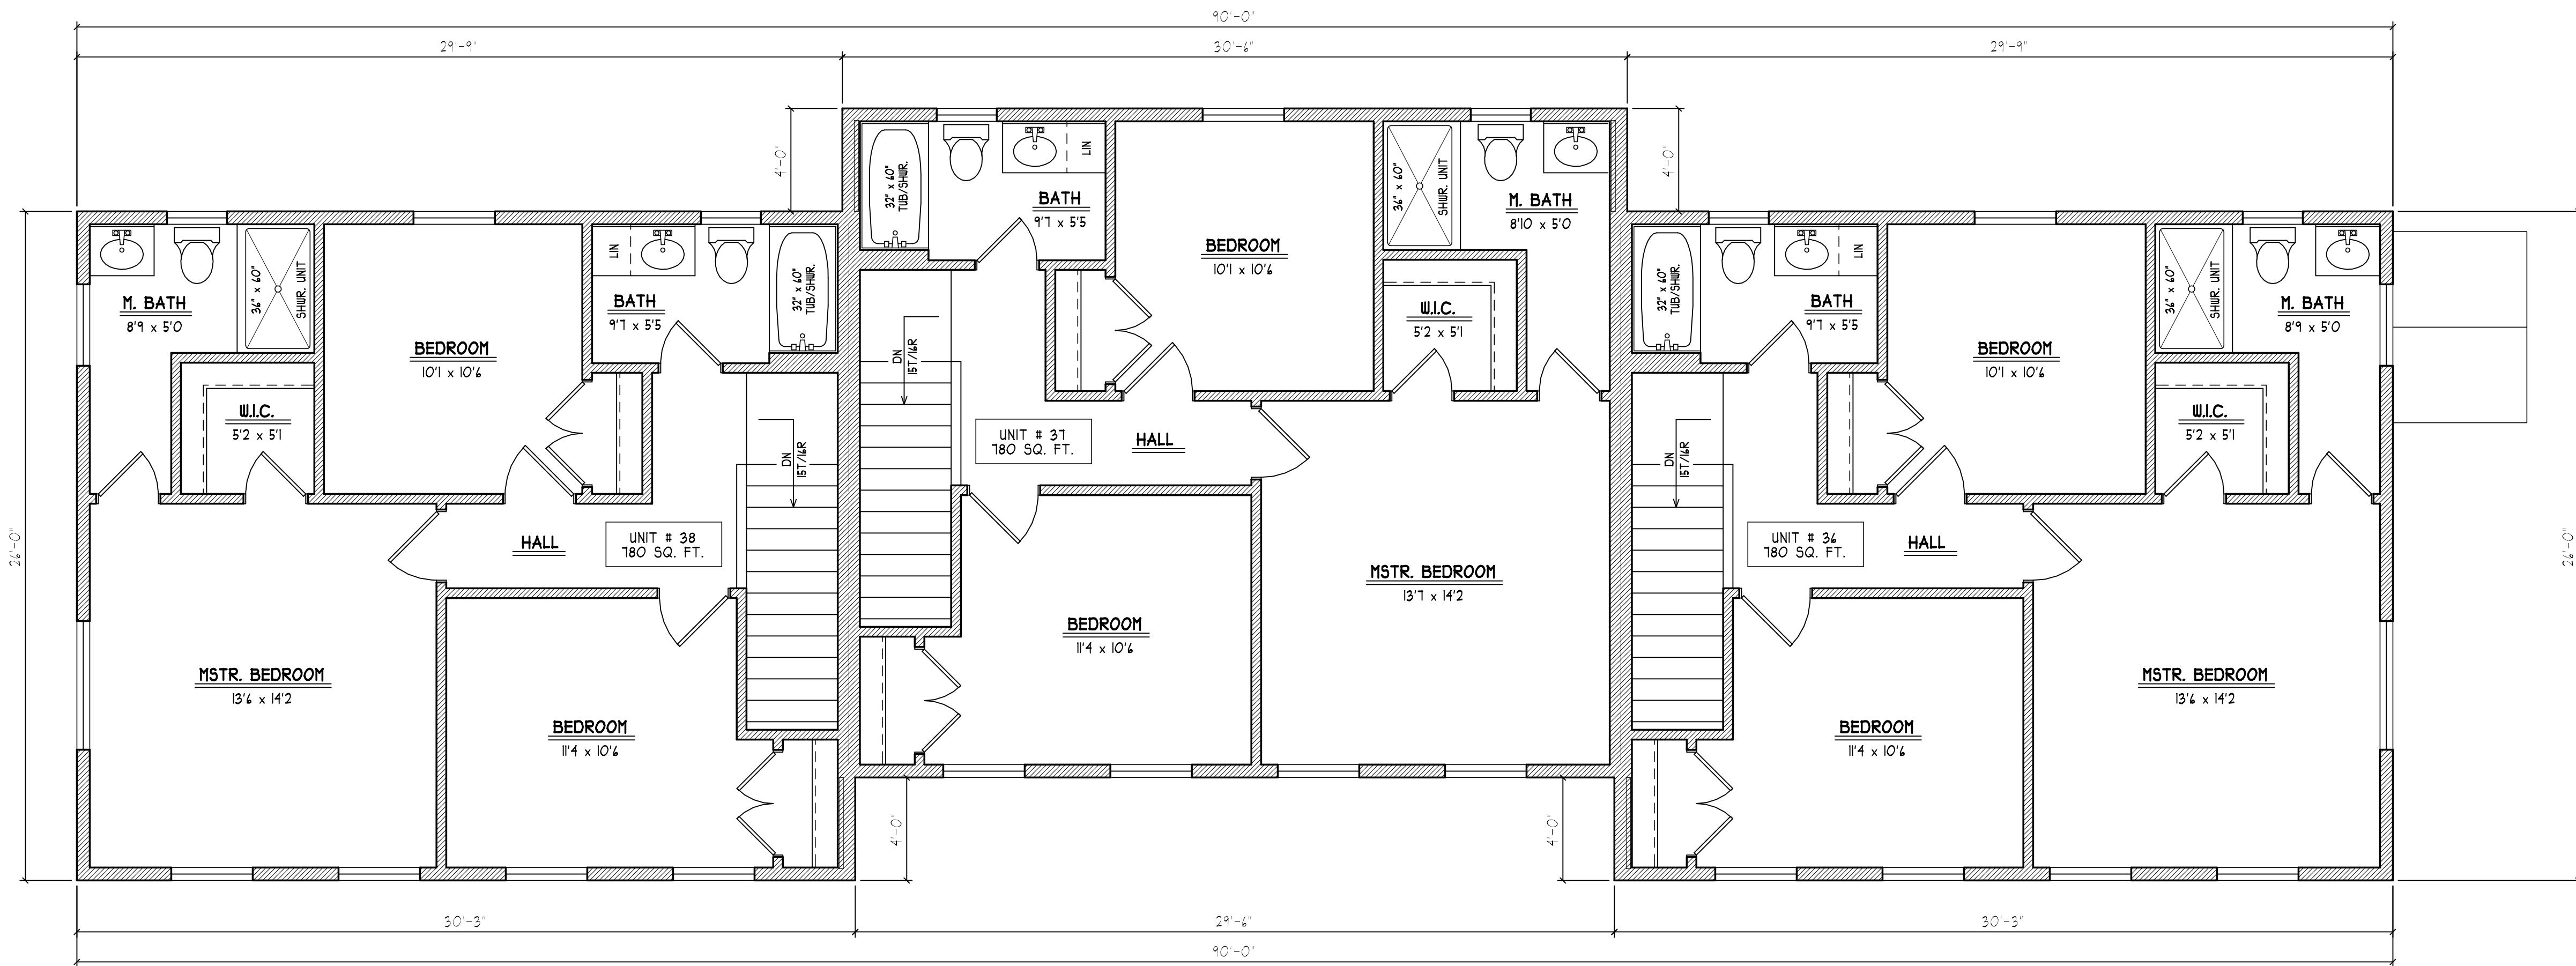 90'-0"
29'-9"
30'-6"
29'-9"
4'-0"
4'-0"
26'-0"
26'-0"
M. BATH
8'9 x 5'0
36" x 60"
SHWR. UNIT
W.I.C.
5'2 x 5'1
BEDROOM
10'1 x 10'6
LIN
BATH
9'7 x 5'5
32" x 60"
TUB/SHWR.
DN
15T/16R
HALL
UNIT # 38
780 SQ. FT.
MSTR. BEDROOM
13'6 x 14'2
BEDROOM
11'4 x 10'6
32" x 60"
TUB/SHWR.
LIN
BATH
9'7 x 5'5
BEDROOM
10'1 x 10'6
36" x 60"
SHWR. UNIT
M. BATH
8'10 x 5'0
W.I.C.
5'2 x 5'1
DN
15T/16R
UNIT # 37
780 SQ. FT.
HALL
BEDROOM
11'4 x 10'6
MSTR. BEDROOM
13'7 x 14'2
32" x 60"
TUB/SHWR.
LIN
BATH
9'7 x 5'5
BEDROOM
10'1 x 10'6
36" x 60"
SHWR. UNIT
M. BATH
8'9 x 5'0
W.I.C.
5'2 x 5'1
DN
15T/16R
UNIT # 36
780 SQ. FT.
HALL
MSTR. BEDROOM
13'6 x 14'2
BEDROOM
11'4 x 10'6
4'-0"
4'-0"
30'-3"
29'-6"
30'-3"
90'-0"